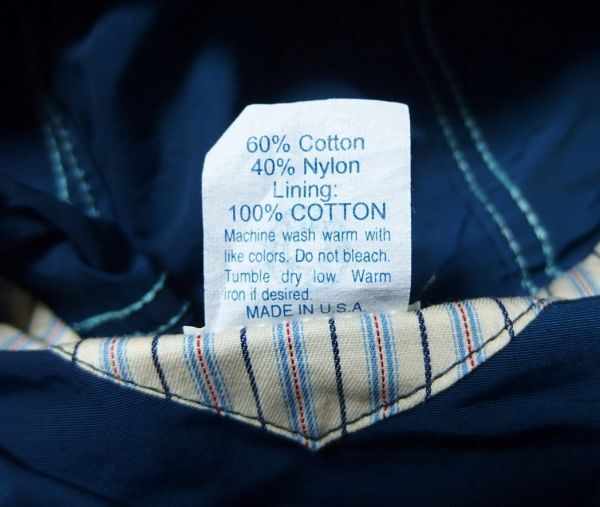 60% Cotton
40% Nylon
Lining:
100% COTTON
Machine wash warm with
like colors. Do not bleach.
Tumble dry low. Warm
iron if desired.
MADE IN U.S.A.